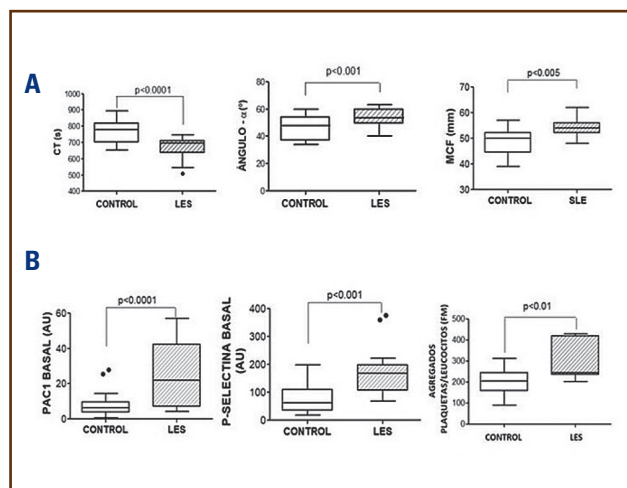 A
p<0.0001
CT (s)
1000
900
800
700
600
500
400
CONTROL LES
p<0.001
ÁNGULO - α(º)
80
60
40
20
0
CONTROL LES
p<0.005
MCF (mm)
70
60
50
40
30
CONTROL SLE
B
p<0.0001
PAC1 BASAL (AU)
60
40
20
0
CONTROL LES
p<0.001
P-SELECTINA BASAL
(AU)
400
300
200
100
0
CONTROL LES
p<0.01
AGREGADOS
PLAQUETAS/LEUCOCITOS (FM)
500
400
300
200
100
0
CONTROL LES